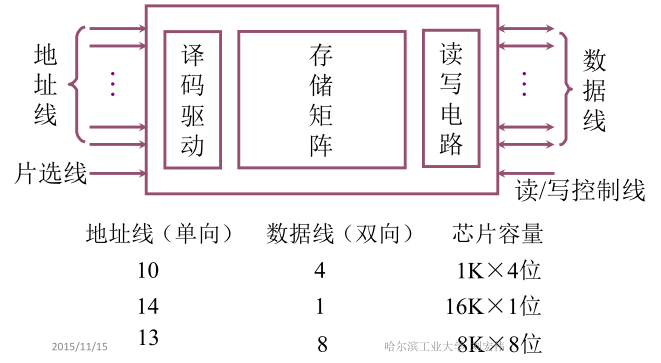 地址线
译码驱动
存储矩阵
读写电路
数据线
片选线
读/写控制线
地址线（单向） 数据线（双向） 芯片容量
10 4 1K×4位
14 1 16K×1位
13 8 8K×8位
2015/11/15 哈尔滨工业大学